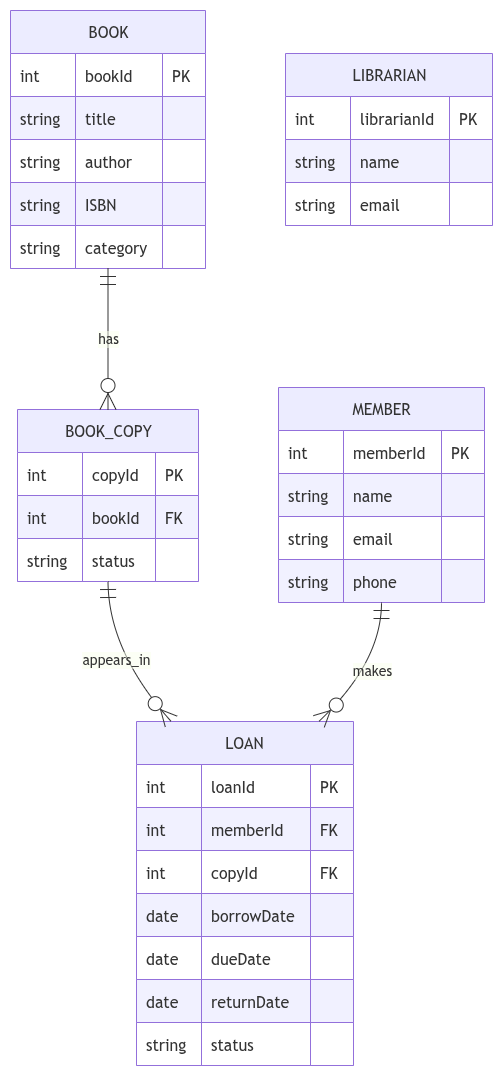 BOOK
int bookId PK
string title
string author
string ISBN
string category
LIBRARIAN
int librarianId PK
string name
string email
has
BOOK_COPY
int copyId PK
int bookId FK
string status
MEMBER
int memberId PK
string name
string email
string phone
appears_in
makes
LOAN
int loanId PK
int memberId FK
int copyId FK
date borrowDate
date dueDate
date returnDate
string status